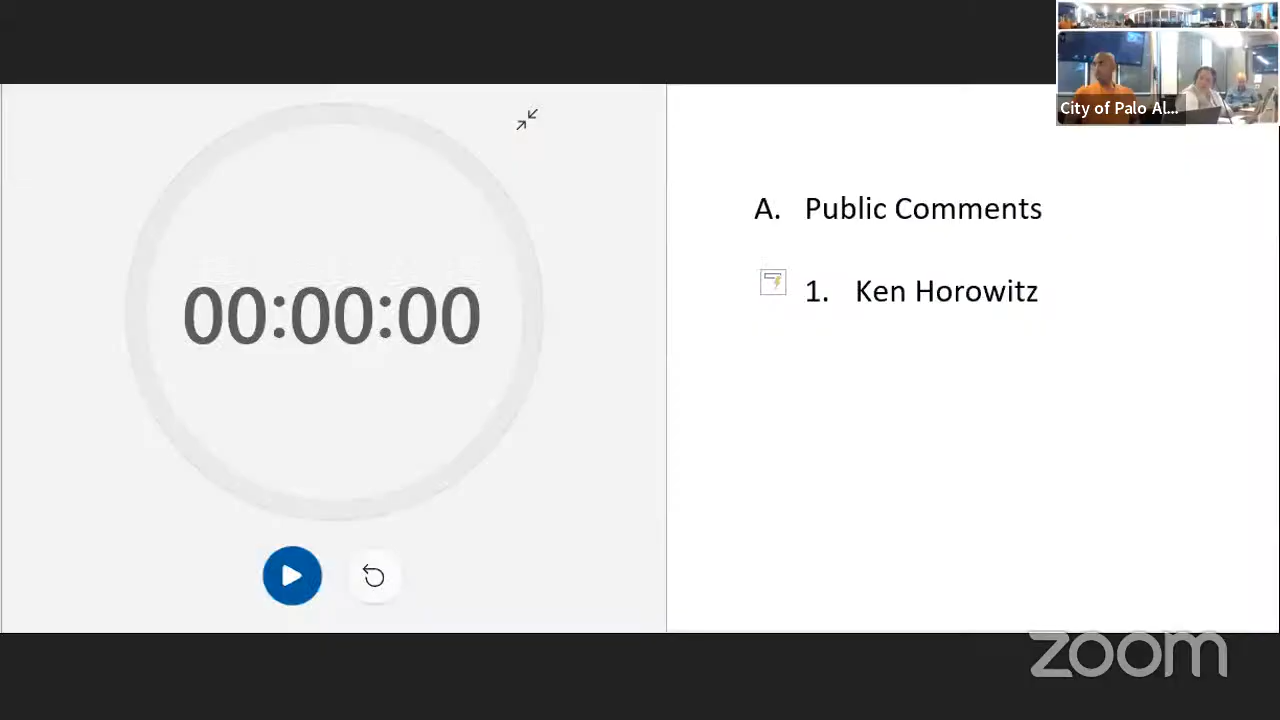 City of Palo Al...
A. Public Comments
1. Ken Horowitz
00:00:00
zoom